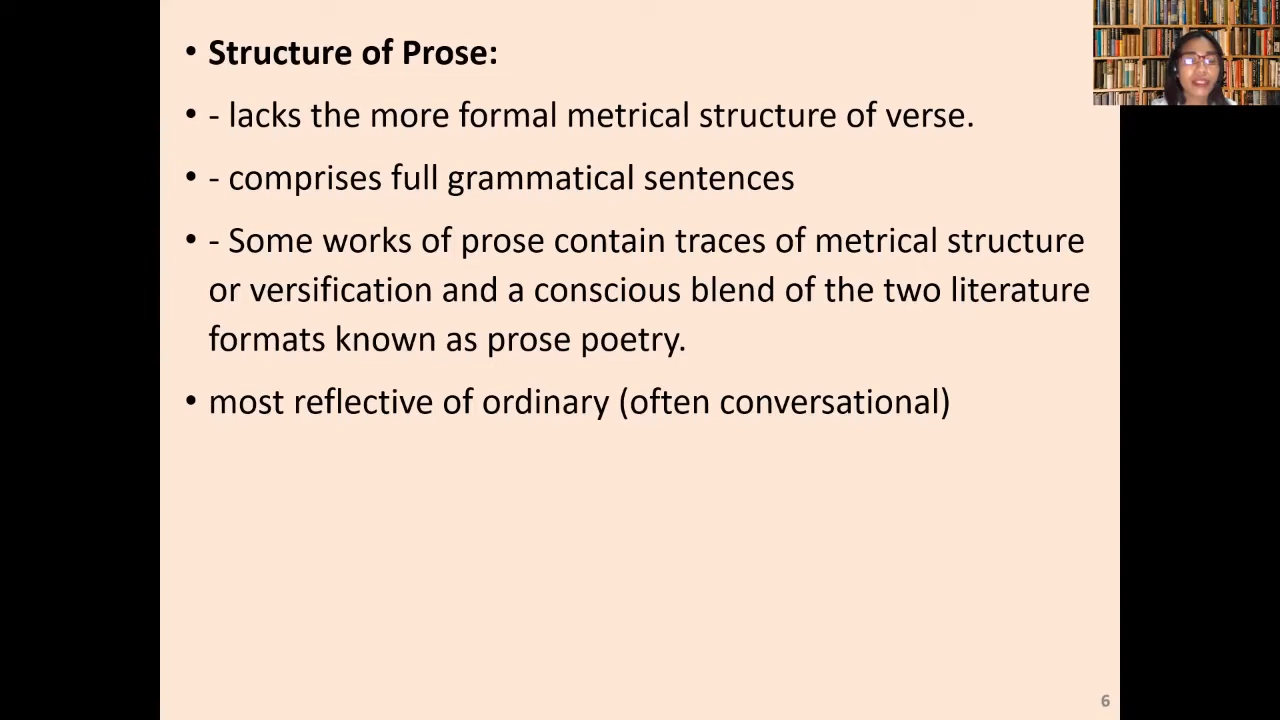 • Structure of Prose:
• - lacks the more formal metrical structure of verse.
• - comprises full grammatical sentences
• - Some works of prose contain traces of metrical structure
or versification and a conscious blend of the two literature
formats known as prose poetry.
• most reflective of ordinary (often conversational)
6